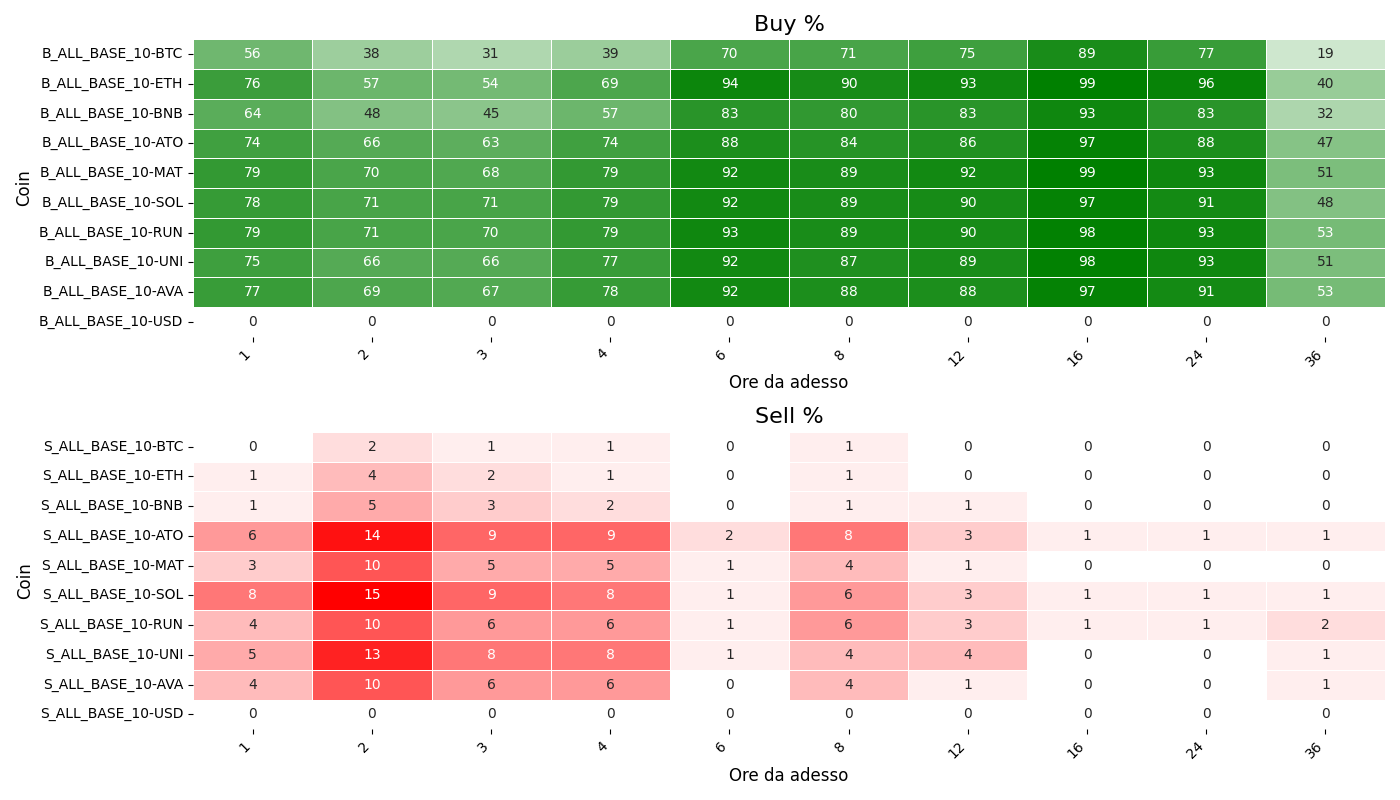 Buy %
Coin
B_ALL_BASE_10-BTC 56 38 31 39 70 71 75 89 77 19
B_ALL_BASE_10-ETH 76 57 54 69 94 90 93 99 96 40
B_ALL_BASE_10-BNB 64 48 45 57 83 80 83 93 83 32
B_ALL_BASE_10-ATO 74 66 63 74 88 84 86 97 88 47
B_ALL_BASE_10-MAT 79 70 68 79 92 89 92 99 93 51
B_ALL_BASE_10-SOL 78 71 71 79 92 89 90 97 91 48
B_ALL_BASE_10-RUN 79 71 70 79 93 89 90 98 93 53
B_ALL_BASE_10-UNI 75 66 66 77 92 87 89 98 93 51
B_ALL_BASE_10-AVA 77 69 67 78 92 88 88 97 91 53
B_ALL_BASE_10-USD 0 0 0 0 0 0 0 0 0 0
1 2 3 4 6 8 12 16 24 36
Ore da adesso
Sell %
Coin
S_ALL_BASE_10-BTC 0 2 1 1 0 1 0 0 0 0
S_ALL_BASE_10-ETH 1 4 2 1 0 1 0 0 0 0
S_ALL_BASE_10-BNB 1 5 3 2 0 1 1 0 0 0
S_ALL_BASE_10-ATO 6 14 9 9 2 8 3 1 1 1
S_ALL_BASE_10-MAT 3 10 5 5 1 4 1 0 0 0
S_ALL_BASE_10-SOL 8 15 9 8 1 6 3 1 1 1
S_ALL_BASE_10-RUN 4 10 6 6 1 6 3 1 1 2
S_ALL_BASE_10-UNI 5 13 8 8 1 4 4 0 0 1
S_ALL_BASE_10-AVA 4 10 6 6 0 4 1 0 0 1
S_ALL_BASE_10-USD 0 0 0 0 0 0 0 0 0 0
1 2 3 4 6 8 12 16 24 36
Ore da adesso